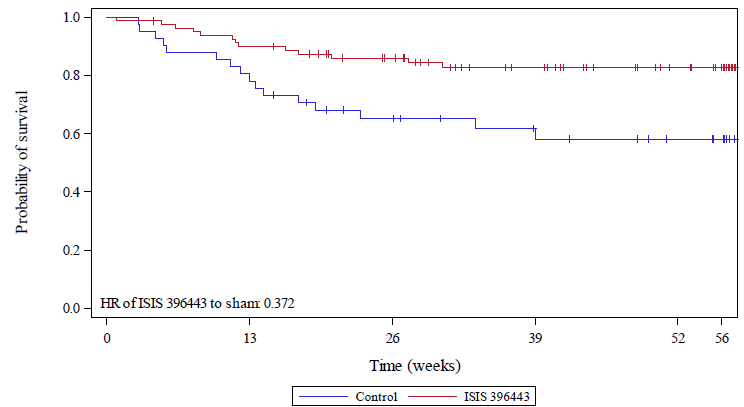 Probability of survival
1.0
0.8
0.6
0.4
0.2
0.0
HR of ISIS 396443 to sham: 0.372
0 13 26 39 52 56
Time (weeks)
Control ISIS 396443